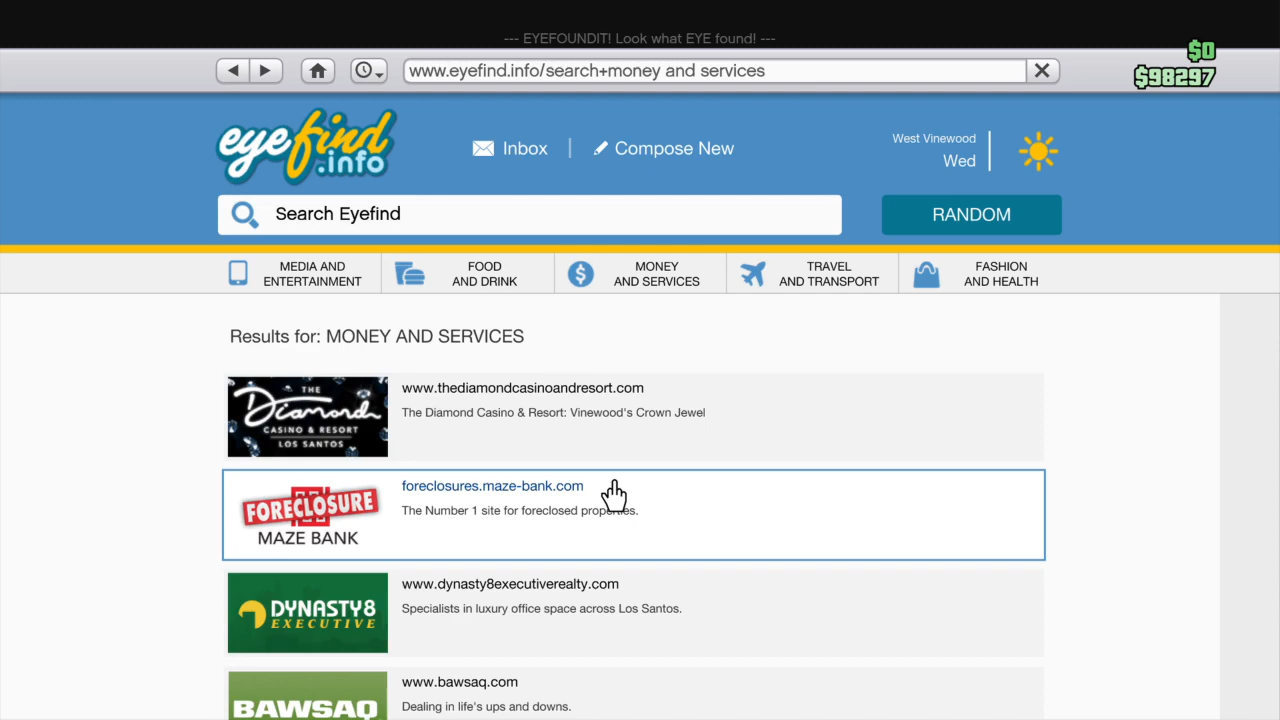 --- EYEFOUNDIT! Look what EYE found! ---
$0
www.eyefind.info/search+money and services
$98297
eyefind
.info
Inbox
Compose New
West Vinewood
Wed
Search Eyefind
RANDOM
MEDIA AND
ENTERTAINMENT
FOOD
AND DRINK
MONEY
AND SERVICES
TRAVEL
AND TRANSPORT
FASHION
AND HEALTH
Results for: MONEY AND SERVICES
THE
Diamond
CASINO & RESORT
LOS SANTOS
www.thediamondcasinoandresort.com
The Diamond Casino & Resort: Vinewood's Crown Jewel
FORECLOSURE
MAZE BANK
foreclosures.maze-bank.com
The Number 1 site for foreclosed properties.
DYNASTY8
EXECUTIVE
www.dynasty8executiverealty.com
Specialists in luxury office space across Los Santos.
BAWSAQ
www.bawsaq.com
Dealing in life's ups and downs.